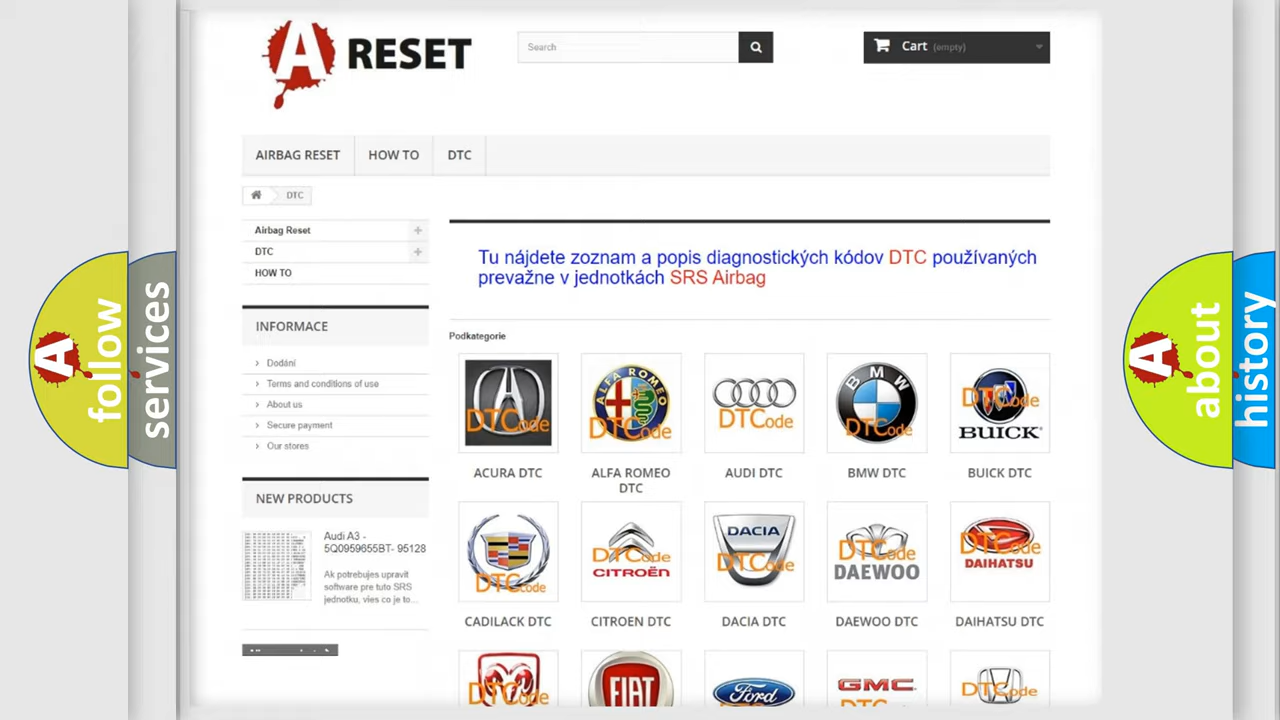 A RESET
Search
Cart (empty)
AIRBAG RESET
HOW TO
DTC
DTC
Airbag Reset
DTC
HOW TO
INFORMACE
Dodání
Terms and conditions of use
About us
Secure payment
Our stores
NEW PRODUCTS
Audi A3 -
5Q0959655BT- 95128
Ak potrebujes upravit
software pre tuto SRS
jednotku, vies co je to...
Tu nájdete zoznam a popis diagnostických kódov DTC používaných
prevažne v jednotkách SRS Airbag
Podkategorie
DTCode
ALFA ROMEO
DTCode
DTCode
BMW
DTCode
DTCode
BUICK
ACURA DTC
ALFA ROMEO
DTC
AUDI DTC
BMW DTC
BUICK DTC
DTCode
DTCode
CITROËN
DACIA
DTCode
DTCode
DAEWOO
DTCode
DAIHATSU
CADILACK DTC
CITROEN DTC
DACIA DTC
DAEWOO DTC
DAIHATSU DTC
DTCode
FIAT
Ford
GMC
DTCode
A follow
services
A about
history